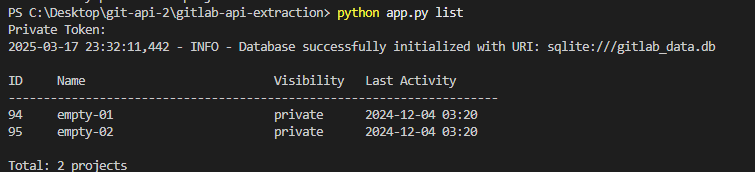 PS C:\Desktop\git-api-2\gitlab-api-extraction> python app.py list
Private Token:
2025-03-17 23:32:11,442 - INFO - Database successfully initialized with URI: sqlite:///gitlab_data.db
ID     Name                           Visibility   Last Activity
----------------------------------------------------------------------
94     empty-01                       private      2024-12-04 03:20
95     empty-02                       private      2024-12-04 03:20
Total: 2 projects